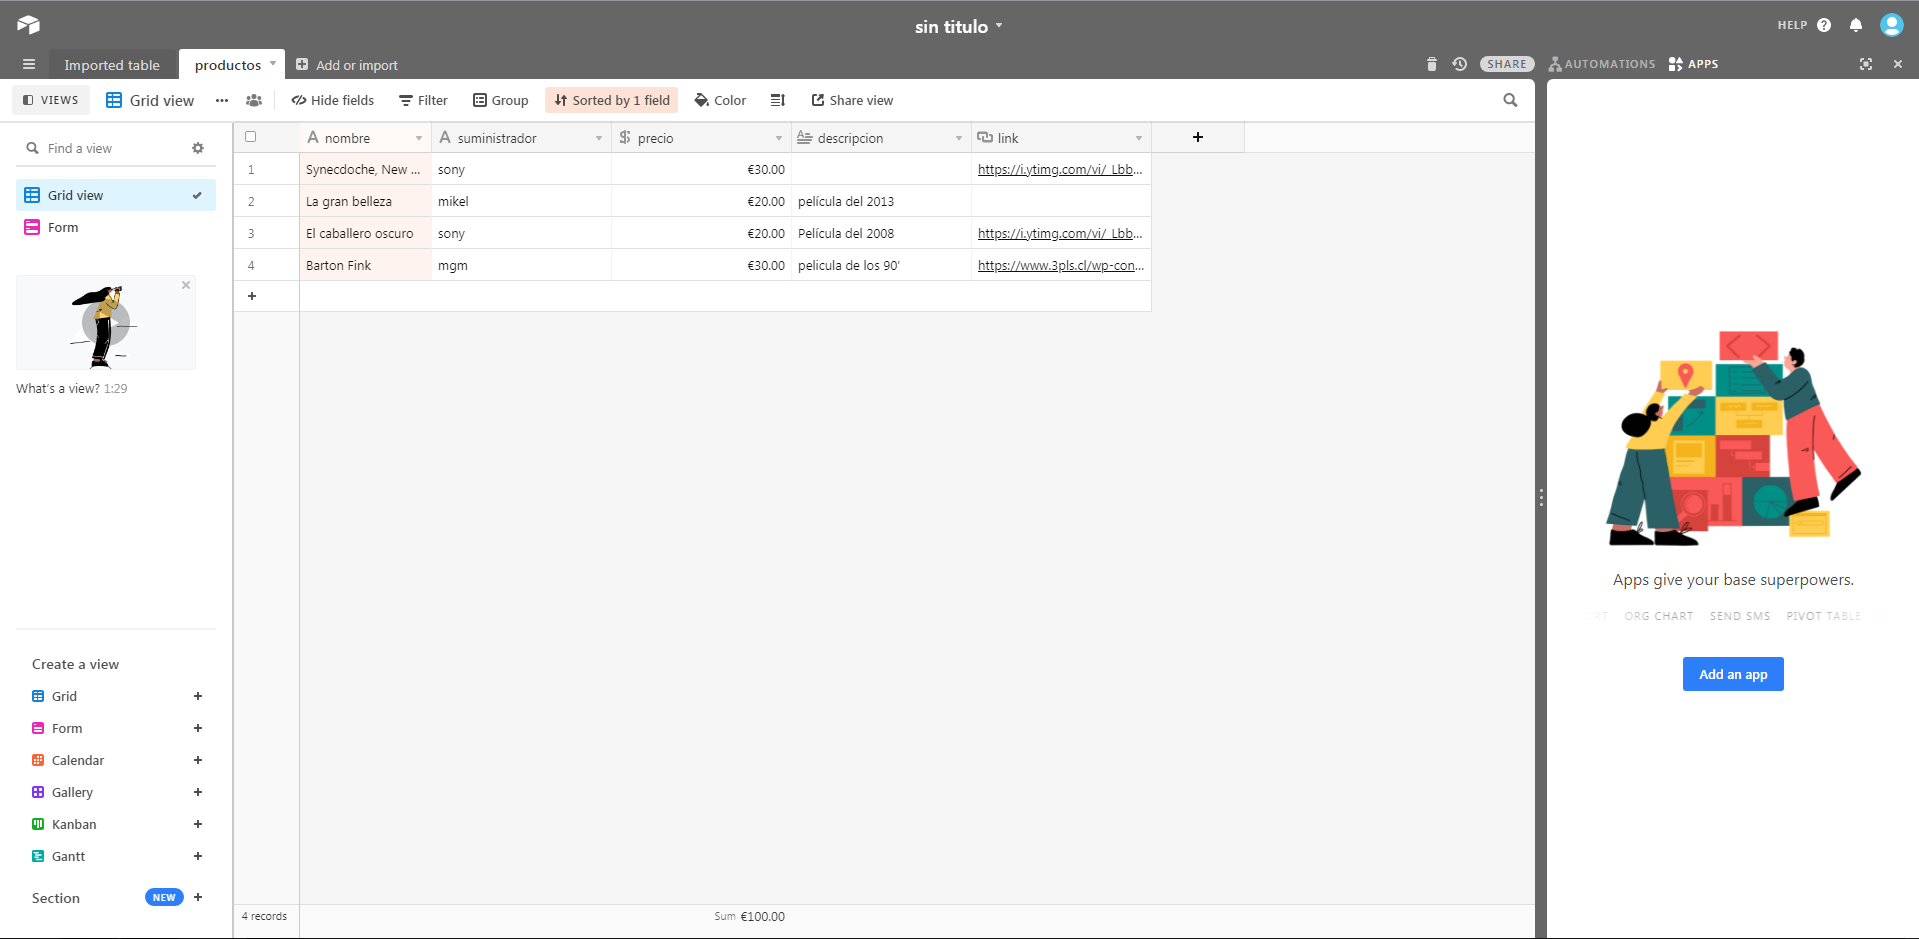 sin titulo
HELP
Imported table
productos
Add or import
SHARE
AUTOMATIONS
APPS
VIEWS
Grid view
Hide fields
Filter
Group
Sorted by 1 field
Color
Share view
Find a view
Grid view
Form
What's a view? 1:29
Create a view
Grid
Form
Calendar
Gallery
Kanban
Gantt
Section NEW
nombre suministrador precio descripcion link
1 Synecdoche, New ... sony €30.00 https://i.ytimg.com/vi/_Lbb...
2 La gran belleza mikel €20.00 película del 2013
3 El caballero oscuro sony €20.00 Película del 2008 https://i.ytimg.com/vi/_Lbb...
4 Barton Fink mgm €30.00 pelicula de los 90' https://www.3pls.cl/wp-con...
4 records Sum €100.00
Apps give your base superpowers.
ORG CHART SEND SMS PIVOT TABLE
Add an app